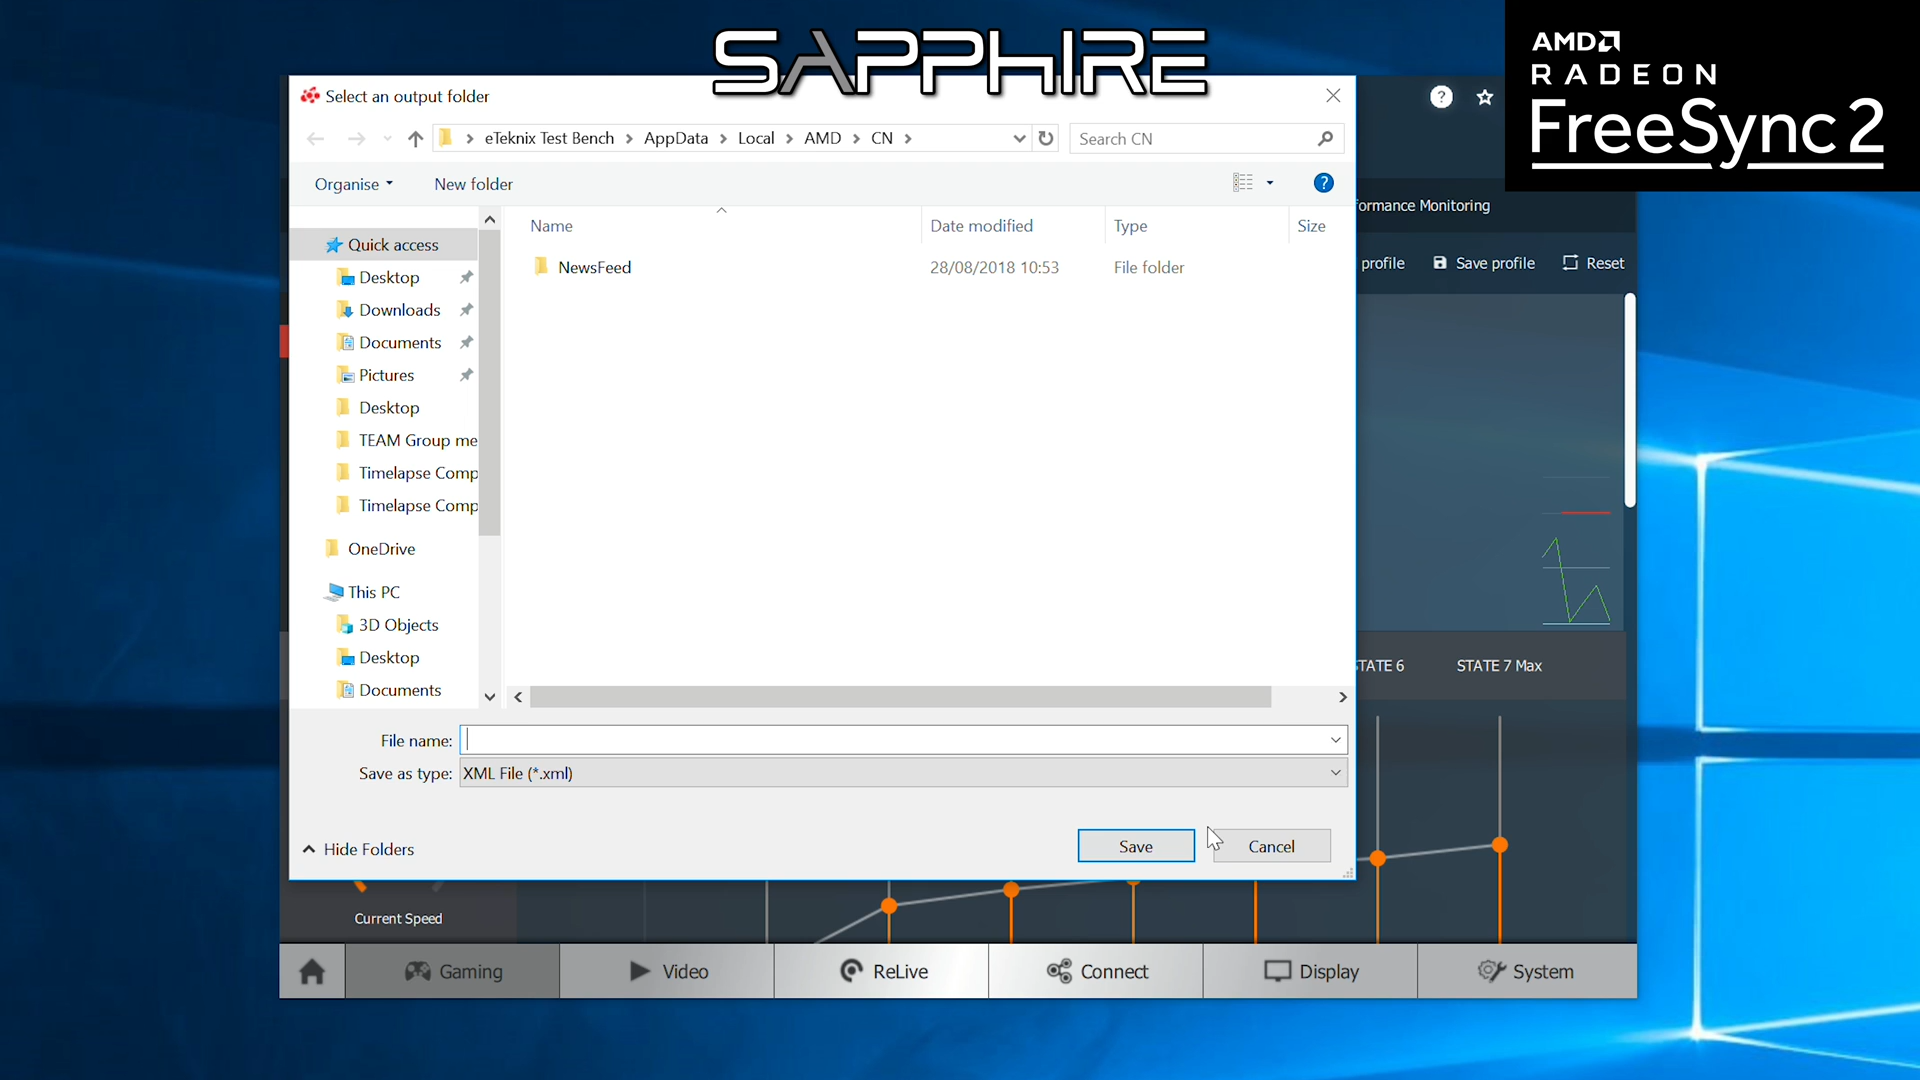 SAPPHIRE
AMD
RADEON
FreeSync 2
Select an output folder
eTeknix Test Bench > AppData > Local > AMD > CN >
Search CN
Organise
New folder
Name
Date modified
Type
Size
NewsFeed
28/08/2018 10:53
File folder
Quick access
Desktop
Downloads
Documents
Pictures
Desktop
TEAM Group me
Timelapse Comp
Timelapse Comp
OneDrive
This PC
3D Objects
Desktop
Documents
File name:
Save as type: XML File (*.xml)
Hide Folders
Save
Cancel
ormance Monitoring
profile
Save profile
Reset
STATE 6
STATE 7 Max
Current Speed
Gaming
Video
ReLive
Connect
Display
System